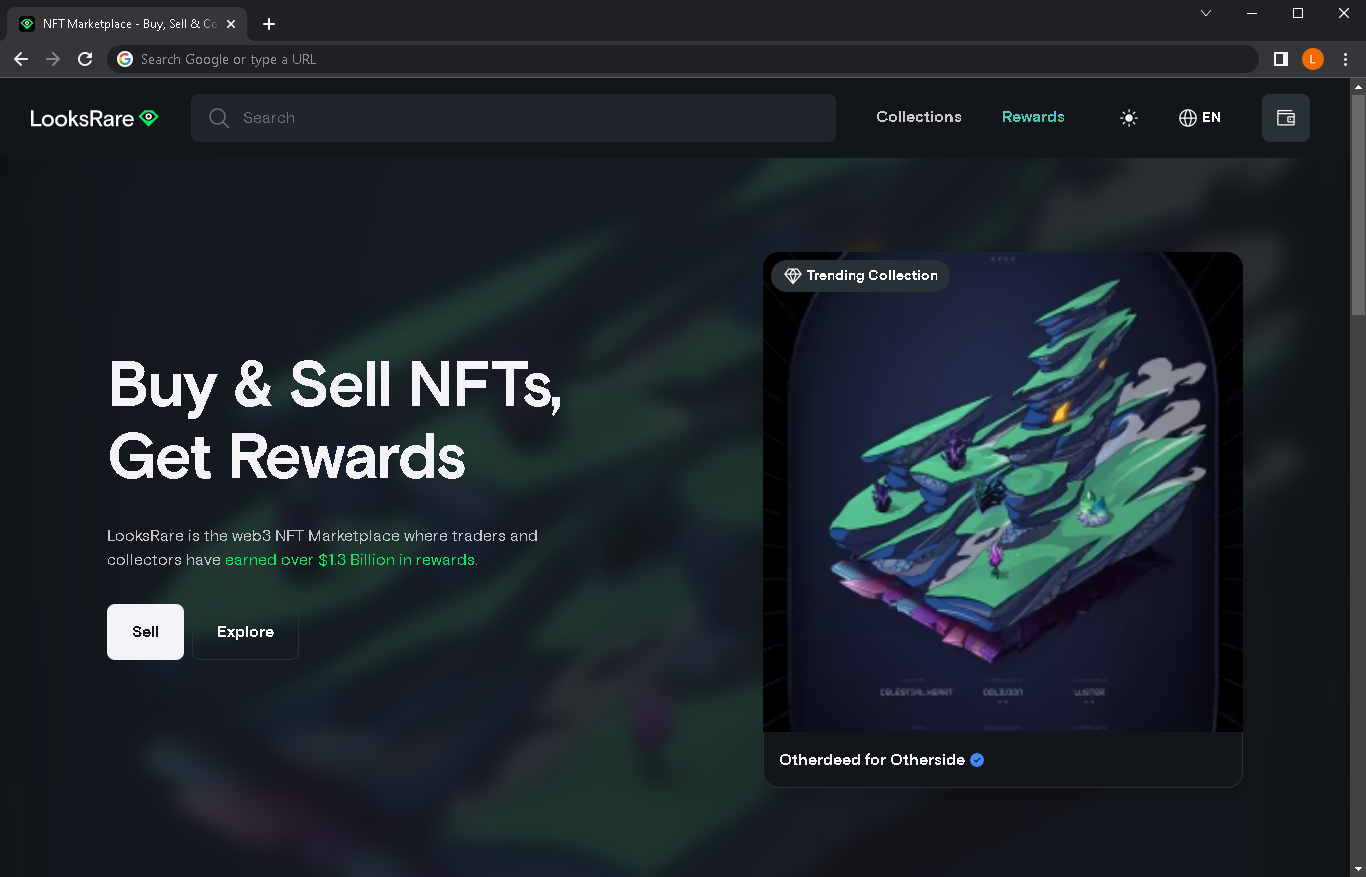 NFT Marketplace - Buy, Sell & Co
Search Google or type a URL
L
LooksRare
Search
Collections
Rewards
EN
Trending Collection
Buy & Sell NFTs,
Get Rewards
LooksRare is the web3 NFT Marketplace where traders and
collectors have earned over $1.3 Billion in rewards.
Sell
Explore
CELESTIAL HEART
OBLIVION
LUSTER
Otherdeed for Otherside